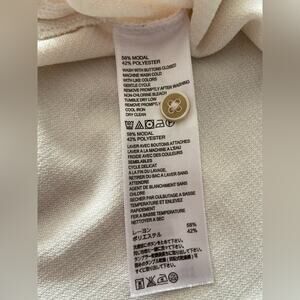 58% MODAL
42% POLYESTER
WASH WITH BUTTONS CLOSED
MACHINE WASH COLD
WITH LIKE COLORS
GENTLE CYCLE
REMOVE PROMPTLY AFTER WASHING
NON-CHLORINE BLEACH
TUMBLE DRY LOW
REMOVE PROMPTLY
COOL IRON
DRY CLEAN
58% MODAL
42% POLYESTER
LAVER AVEC BOUTONS ATTACHES
LAVER A LA MACHINE A L'EAU
FROIDE AVEC DES COULEURS
SEMBLABLES
CYCLE DELICAT
A LA FIN DU LAVAGE,
RETIRER DU BAC A LAVER SANS
ATTENDRE
AGENT DE BLANCHIMENT SANS
CHLORE
SECHER PAR CULBUTAGE A BASSE
TEMPERATURE ET ENLEVEZ
RAPIDEMENT
FER A BASSE TEMPERATURE
NETTOYER A SEC
レーヨン 58%
ポリエステル 42%